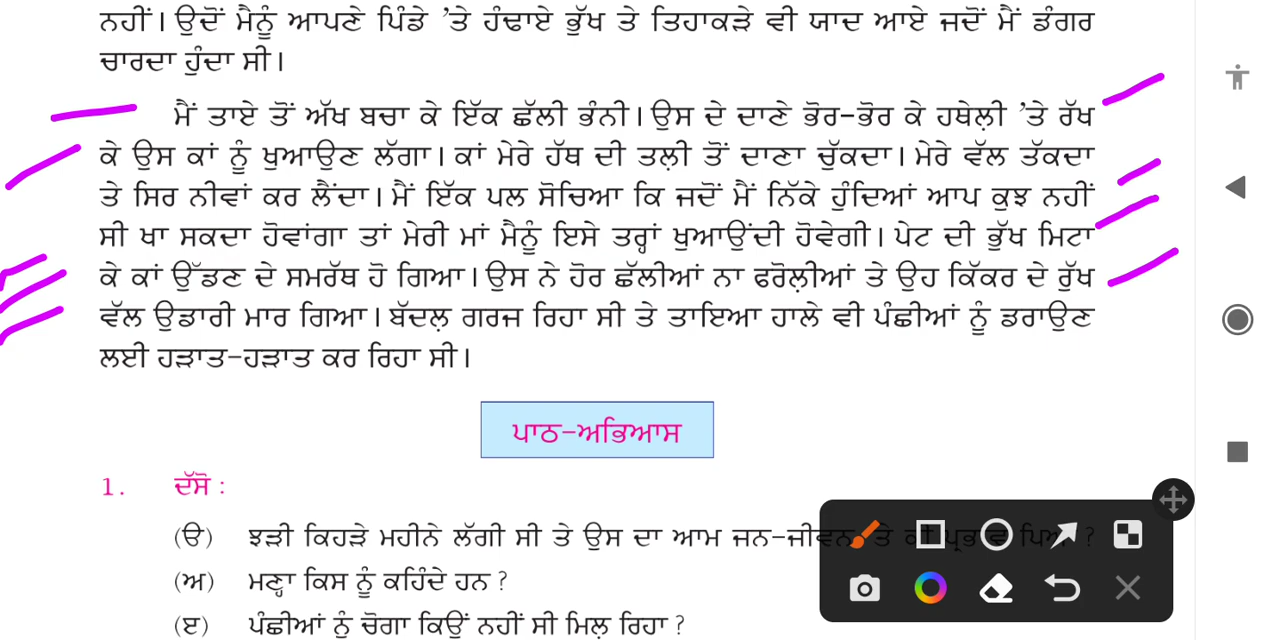 ਨਹੀਂ। ਉਦੋਂ ਮੈਨੂੰ ਆਪਣੇ ਪਿੰਡੇ ’ਤੇ ਹੰਢਾਏ ਭੁੱਖ ਤੇ ਤਿਹਾਕੜੇ ਵੀ ਯਾਦ ਆਏ ਜਦੋਂ ਮੈਂ ਡੰਗਰ
ਚਾਰਦਾ ਹੁੰਦਾ ਸੀ।
ਮੈਂ ਤਾਏ ਤੋਂ ਅੱਖ ਬਚਾ ਕੇ ਇੱਕ ਛੱਲੀ ਭੰਨੀ। ਉਸ ਦੇ ਦਾਣੇ ਭੋਰ-ਭੋਰ ਕੇ ਹਥੇਲ਼ੀ ’ਤੇ ਰੱਖ
ਕੇ ਉਸ ਕਾਂ ਨੂੰ ਖੁਆਉਣ ਲੱਗਾ। ਕਾਂ ਮੇਰੇ ਹੱਥ ਦੀ ਤਲ਼ੀ ਤੋਂ ਦਾਣਾ ਚੁੱਕਦਾ। ਮੇਰੇ ਵੱਲ ਤੱਕਦਾ
ਤੇ ਸਿਰ ਨੀਵਾਂ ਕਰ ਲੈਂਦਾ। ਮੈਂ ਇੱਕ ਪਲ ਸੋਚਿਆ ਕਿ ਜਦੋਂ ਮੈਂ ਨਿੱਕੇ ਹੁੰਦਿਆਂ ਆਪ ਕੁਝ ਨਹੀਂ
ਸੀ ਖਾ ਸਕਦਾ ਹੋਵਾਂਗਾ ਤਾਂ ਮੇਰੀ ਮਾਂ ਮੈਨੂੰ ਇਸੇ ਤਰ੍ਹਾਂ ਖੁਆਉਂਦੀ ਹੋਵੇਗੀ। ਪੇਟ ਦੀ ਭੁੱਖ ਮਿਟਾ
ਕੇ ਕਾਂ ਉੱਡਣ ਦੇ ਸਮਰੱਥ ਹੋ ਗਿਆ। ਉਸ ਨੇ ਹੋਰ ਛੱਲੀਆਂ ਨਾ ਫਰੋਲ਼ੀਆਂ ਤੇ ਉਹ ਕਿੱਕਰ ਦੇ ਰੁੱਖ
ਵੱਲ ਉਡਾਰੀ ਮਾਰ ਗਿਆ। ਬੱਦਲ਼ ਗਰਜ ਰਿਹਾ ਸੀ ਤੇ ਤਾਇਆ ਹਾਲੇ ਵੀ ਪੰਛੀਆਂ ਨੂੰ ਡਰਾਉਣ
ਲਈ ਹੜਾਤ-ਹੜਾਤ ਕਰ ਰਿਹਾ ਸੀ।
ਪਾਠ-ਅਭਿਆਸ
1. ਦੱਸੋ :
(ੳ) ਝੜੀ ਕਿਹੜੇ ਮਹੀਨੇ ਲੱਗੀ ਸੀ ਤੇ ਉਸ ਦਾ ਆਮ ਜਨ-ਜੀਵਨ ’ਤੇ ਕੀ ਪ੍ਰਭਾਵ ਪਿਆ ?
(ਅ) ਮਣ੍ਹਾ ਕਿਸ ਨੂੰ ਕਹਿੰਦੇ ਹਨ ?
(ੲ) ਪੰਛੀਆਂ ਨੂੰ ਚੋਗਾ ਕਿਉਂ ਨਹੀਂ ਸੀ ਮਿਲ਼ ਰਿਹਾ ?